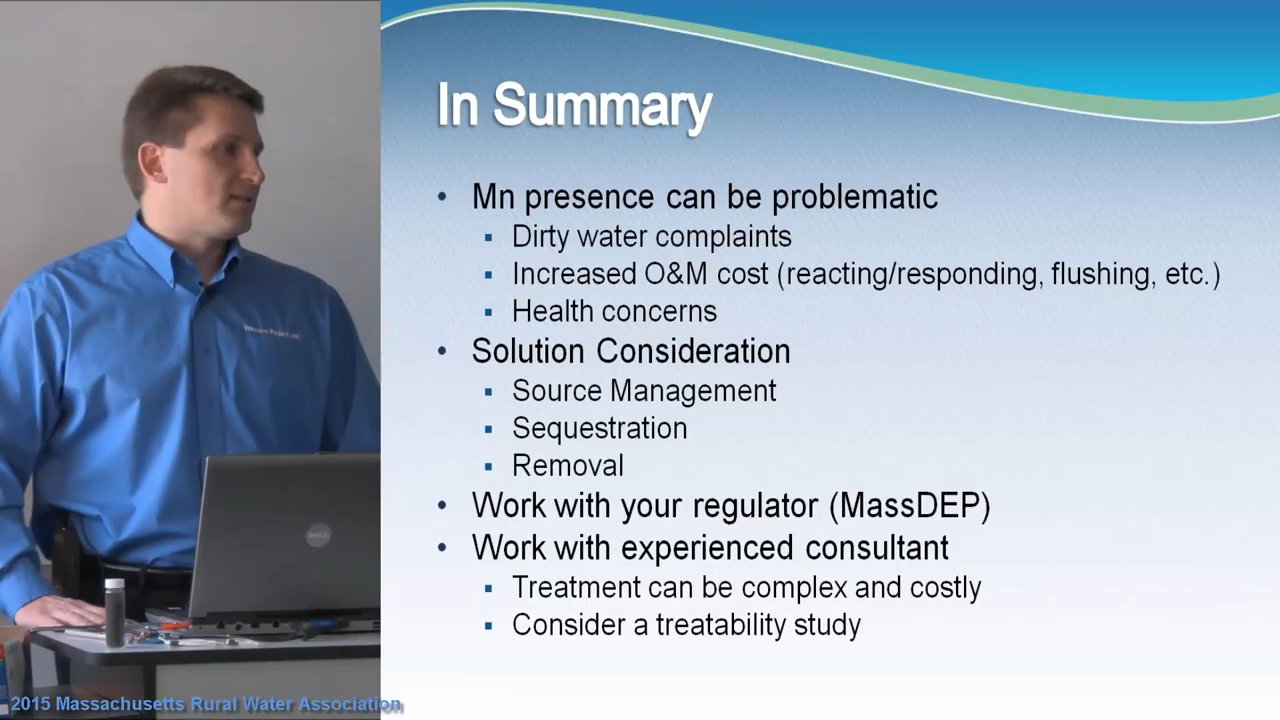 In Summary
• Mn presence can be problematic
▪ Dirty water complaints
▪ Increased O&M cost (reacting/responding, flushing, etc.)
▪ Health concerns
• Solution Consideration
▪ Source Management
▪ Sequestration
▪ Removal
• Work with your regulator (MassDEP)
• Work with experienced consultant
▪ Treatment can be complex and costly
▪ Consider a treatability study
2015 Massachusetts Rural Water Association